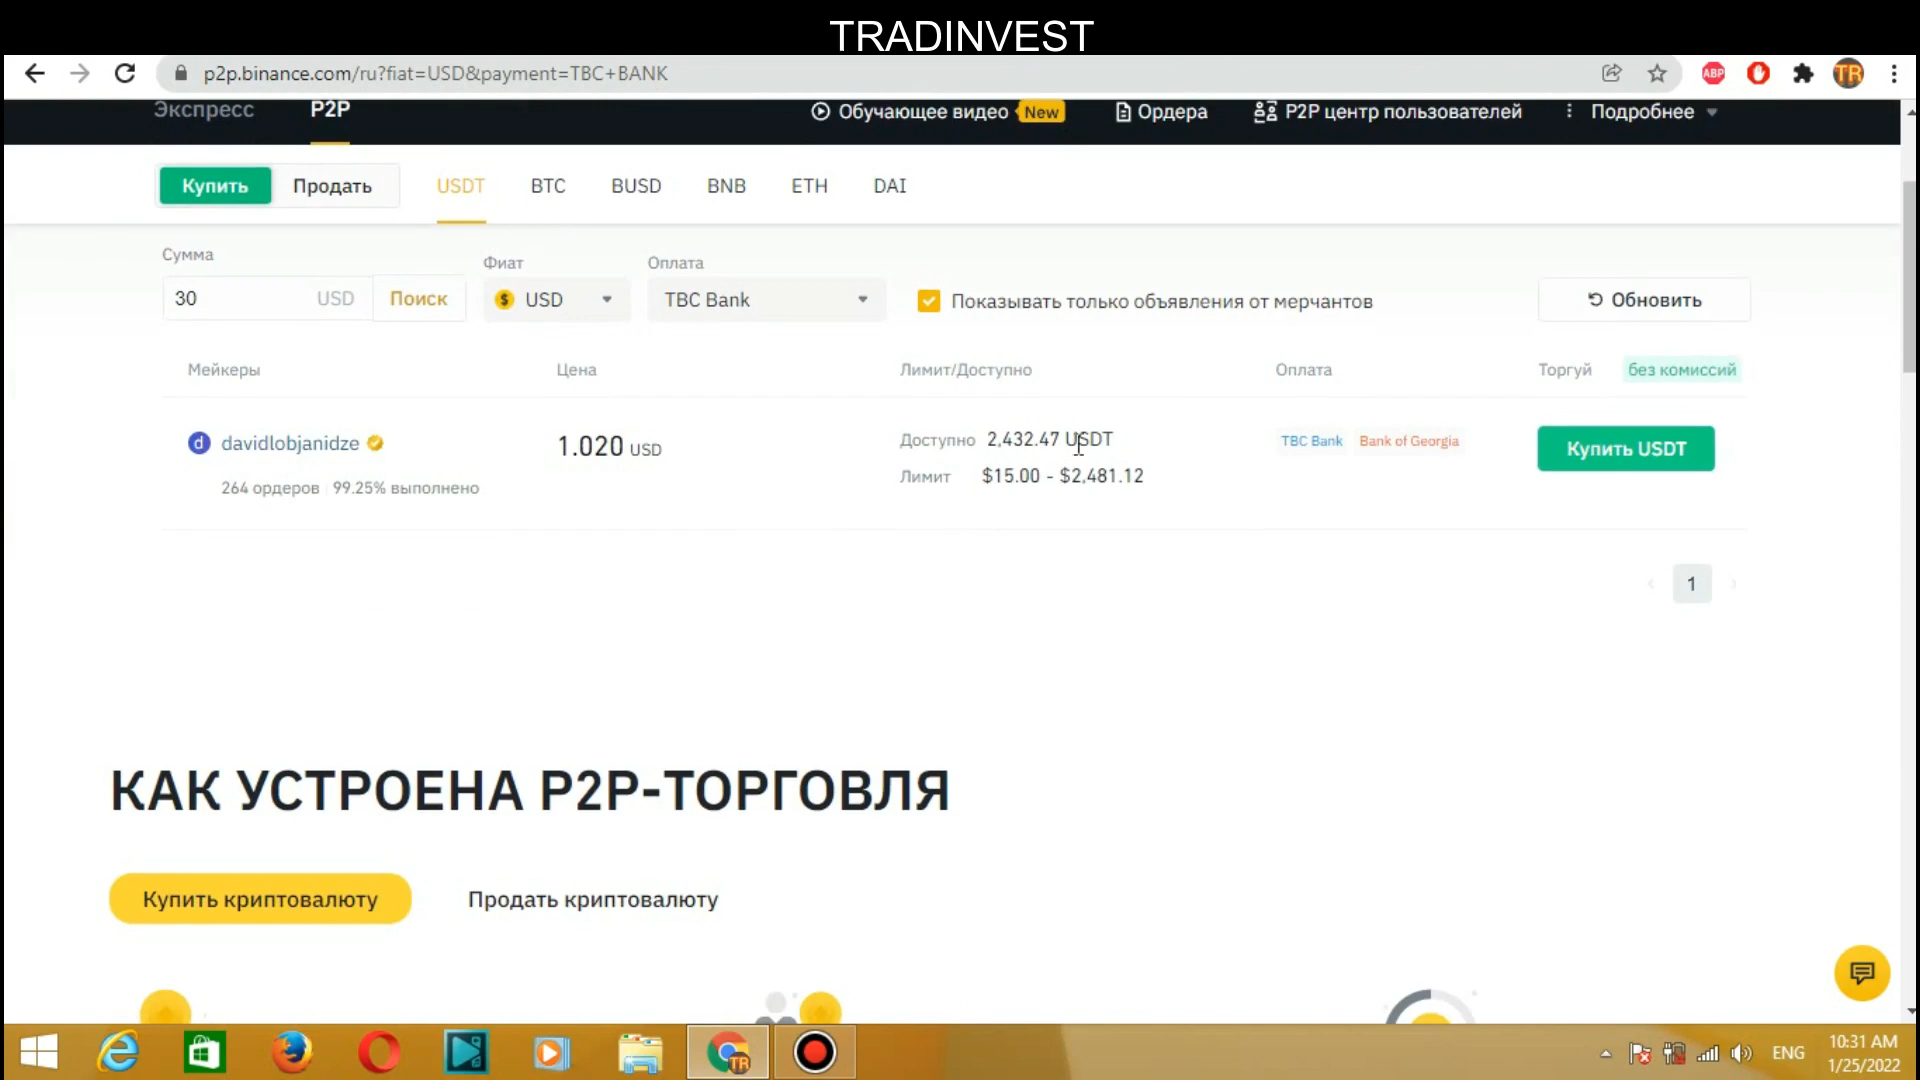 TRADINVEST
p2p.binance.com/ru?fiat=USD&payment=TBC+BANK
ABP
TR
Экспресс P2P Обучающее видео New Ордера P2P центр пользователей Подробнее
Купить Продать USDT BTC BUSD BNB ETH DAI
Сумма Фиат Оплата
30 USD Поиск $ USD TBC Bank Показывать только объявления от мерчантов Обновить
Мейкеры Цена Лимит/Доступно Оплата Торгуй без комиссий
d davidlobjanidze 1.020 USD Доступно 2,432.47 USDT TBC Bank Bank of Georgia Купить USDT
264 ордеров 99.25% выполнено Лимит $15.00 - $2,481.12
1
КАК УСТРОЕНА P2P-ТОРГОВЛЯ
Купить криптовалюту Продать криптовалюту
TR
ENG
10:31 AM
1/25/2022